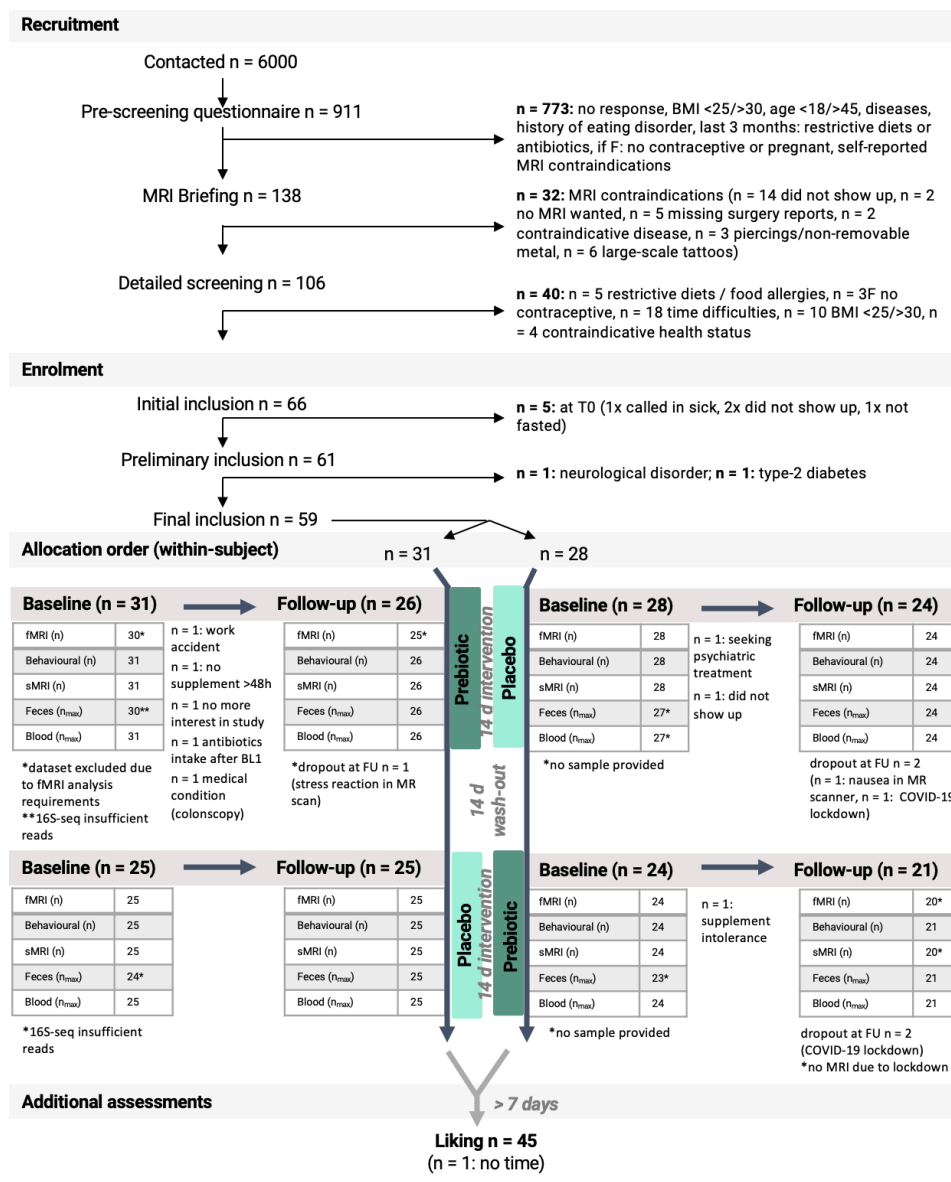 Recruitment
Contacted n = 6000
Pre-screening questionnaire n = 911
n = 773: no response, BMI <25/>30, age <18/>45, diseases,
history of eating disorder, last 3 months: restrictive diets or
antibiotics, if F: no contraceptive or pregnant, self-reported
MRI contraindications
MRI Briefing n = 138
n = 32: MRI contraindications (n = 14 did not show up, n = 2
no MRI wanted, n = 5 missing surgery reports, n = 2
contraindicative disease, n = 3 piercings/non-removable
metal, n = 6 large-scale tattoos)
Detailed screening n = 106
n = 40: n = 5 restrictive diets / food allergies, n = 3F no
contraceptive, n = 18 time difficulties, n = 10 BMI <25/>30, n
= 4 contraindicative health status
Enrolment
Initial inclusion n = 66
n = 5: at T0 (1x called in sick, 2x did not show up, 1x not
fasted)
Preliminary inclusion n = 61
n = 1: neurological disorder; n = 1: type-2 diabetes
Final inclusion n = 59
Allocation order (within-subject)
n = 31
n = 28
Baseline (n = 31)
fMRI (n) 30*
Behavioural (n) 31
sMRI (n) 31
Feces (nmax) 30**
Blood (nmax) 31
*dataset excluded due
to fMRI analysis
requirements
**16S-seq insufficient
reads
n = 1: work
accident
n = 1: no
supplement >48h
n = 1 no more
interest in study
n = 1 antibiotics
intake after BL1
n = 1 medical
condition
(colonscopy)
Follow-up (n = 26)
fMRI (n) 25*
Behavioural (n) 26
sMRI (n) 26
Feces (nmax) 26
Blood (nmax) 26
*dropout at FU n = 1
(stress reaction in MR
scan)
Prebiotic
14 d intervention
Placebo
Baseline (n = 28)
fMRI (n) 28
Behavioural (n) 28
sMRI (n) 28
Feces (nmax) 27*
Blood (nmax) 27*
*no sample provided
n = 1: seeking
psychiatric
treatment
n = 1: did not
show up
Follow-up (n = 24)
fMRI (n) 24
Behavioural (n) 24
sMRI (n) 24
Feces (nmax) 24
Blood (nmax) 24
dropout at FU n = 2
(n = 1: nausea in MR
scanner, n = 1: COVID-19
lockdown)
14 d
wash-out
Baseline (n = 25)
fMRI (n) 25
Behavioural (n) 25
sMRI (n) 25
Feces (nmax) 24*
Blood (nmax) 25
*16S-seq insufficient
reads
Follow-up (n = 25)
fMRI (n) 25
Behavioural (n) 25
sMRI (n) 25
Feces (nmax) 25
Blood (nmax) 25
Placebo
14 d intervention
Prebiotic
Baseline (n = 24)
fMRI (n) 24
Behavioural (n) 24
sMRI (n) 24
Feces (nmax) 23*
Blood (nmax) 24
*no sample provided
n = 1:
supplement
intolerance
Follow-up (n = 21)
fMRI (n) 20*
Behavioural (n) 21
sMRI (n) 20*
Feces (nmax) 21
Blood (nmax) 21
dropout at FU n = 2
(COVID-19 lockdown)
*no MRI due to lockdown
Additional assessments
> 7 days
Liking n = 45
(n = 1: no time)